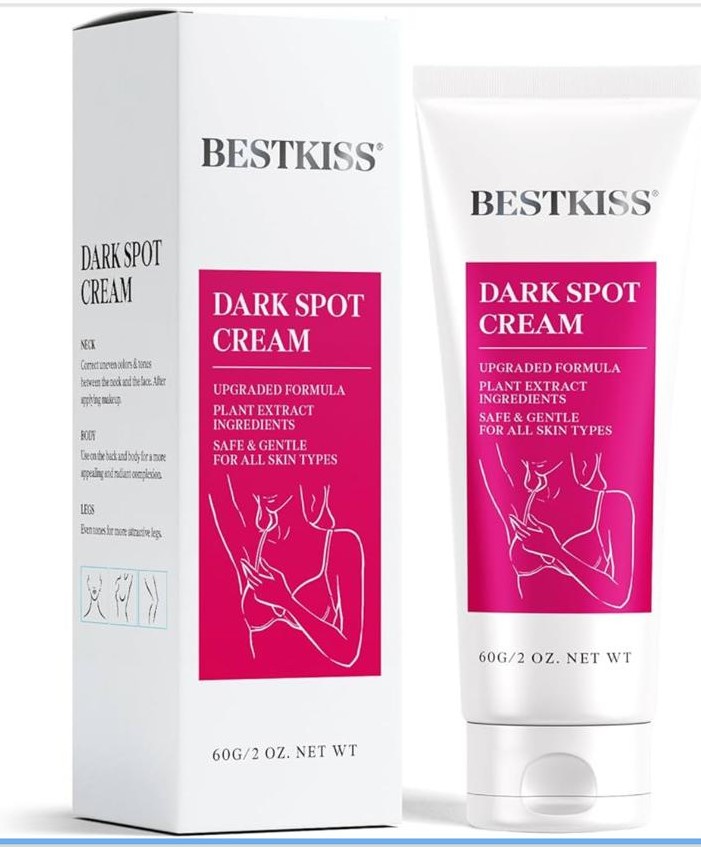 DARK SPOT
CREAM
NECK
Correct uneven colors & tones
between the neck and the face. After
applying makeup.
BODY
Use on the back and body for a more
appealing and radiant complexion.
LEGS
Even tones for more attractive legs.
BESTKISS®
DARK SPOT
CREAM
UPGRADED FORMULA
PLANT EXTRACT
INGREDIENTS
SAFE & GENTLE
FOR ALL SKIN TYPES
60G/2 OZ. NET WT
BESTKISS®
DARK SPOT
CREAM
UPGRADED FORMULA
PLANT EXTRACT
INGREDIENTS
SAFE & GENTLE
FOR ALL SKIN TYPES
60G/2 OZ. NET WT